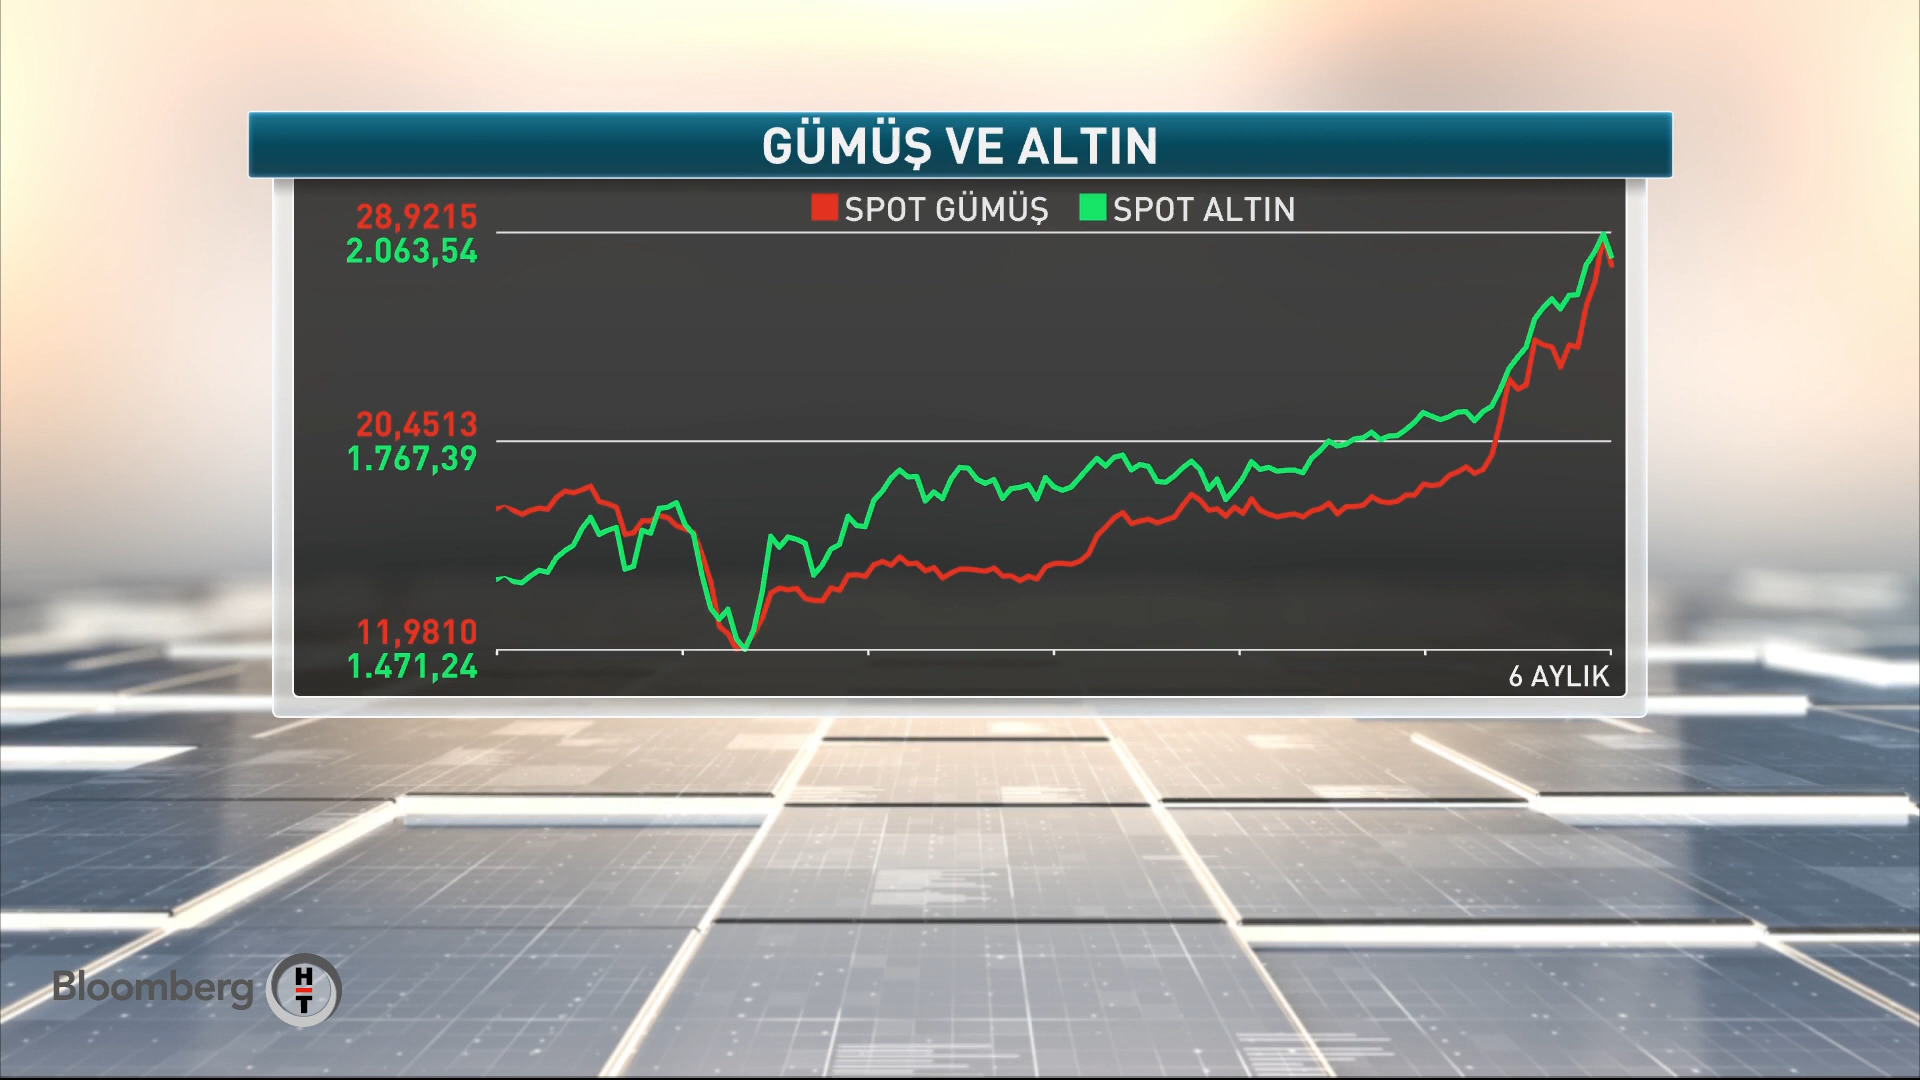 GÜMÜŞ VE ALTIN
SPOT GÜMÜŞ SPOT ALTIN
28,9215
2.063,54
20,4513
1.767,39
11,9810
1.471,24
6 AYLIK
Bloomberg HT